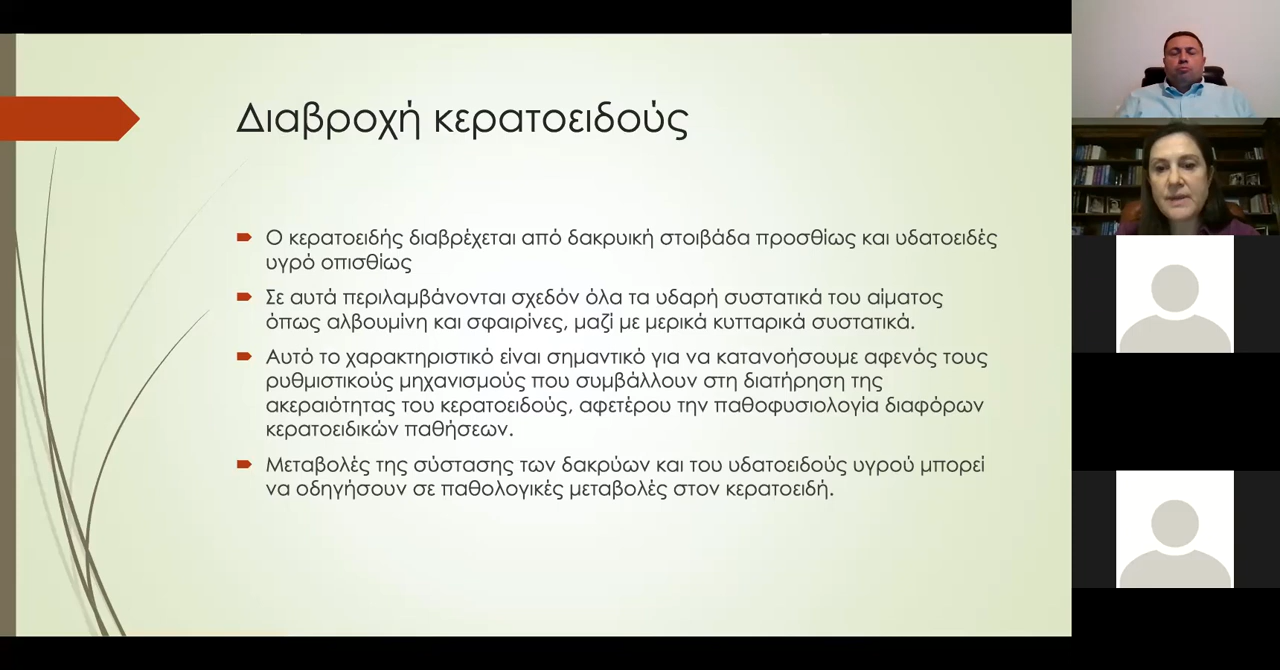 Διαβροχή κερατοειδούς
Ο κερατοειδής διαβρέχεται από δακρυική στοιβάδα προσθίως και υδατοειδές
υγρό οπισθίως
Σε αυτά περιλαμβάνονται σχεδόν όλα τα υδαρή συστατικά του αίματος
όπως αλβουμίνη και σφαιρίνες, μαζί με μερικά κυτταρικά συστατικά.
Αυτό το χαρακτηριστικό είναι σημαντικό για να κατανοήσουμε αφενός τους
ρυθμιστικούς μηχανισμούς που συμβάλλουν στη διατήρηση της
ακεραιότητας του κερατοειδούς, αφετέρου την παθοφυσιολογία διαφόρων
κερατοειδικών παθήσεων.
Μεταβολές της σύστασης των δακρύων και του υδατοειδούς υγρού μπορεί
να οδηγήσουν σε παθολογικές μεταβολές στον κερατοειδή.